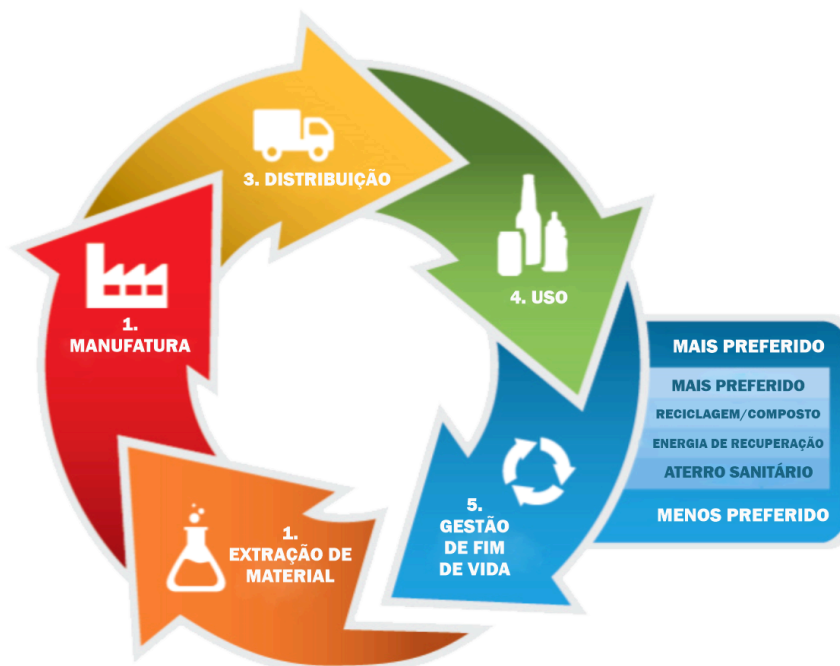 3. DISTRIBUIÇÃO
4. USO
1.
MANUFATURA
MAIS PREFERIDO
MAIS PREFERIDO
RECICLAGEM/COMPOSTO
ENERGIA DE RECUPERAÇÃO
ATERRO SANITÁRIO
MENOS PREFERIDO
5.
GESTÃO
DE FIM
DE VIDA
1.
EXTRAÇÃO DE
MATERIAL